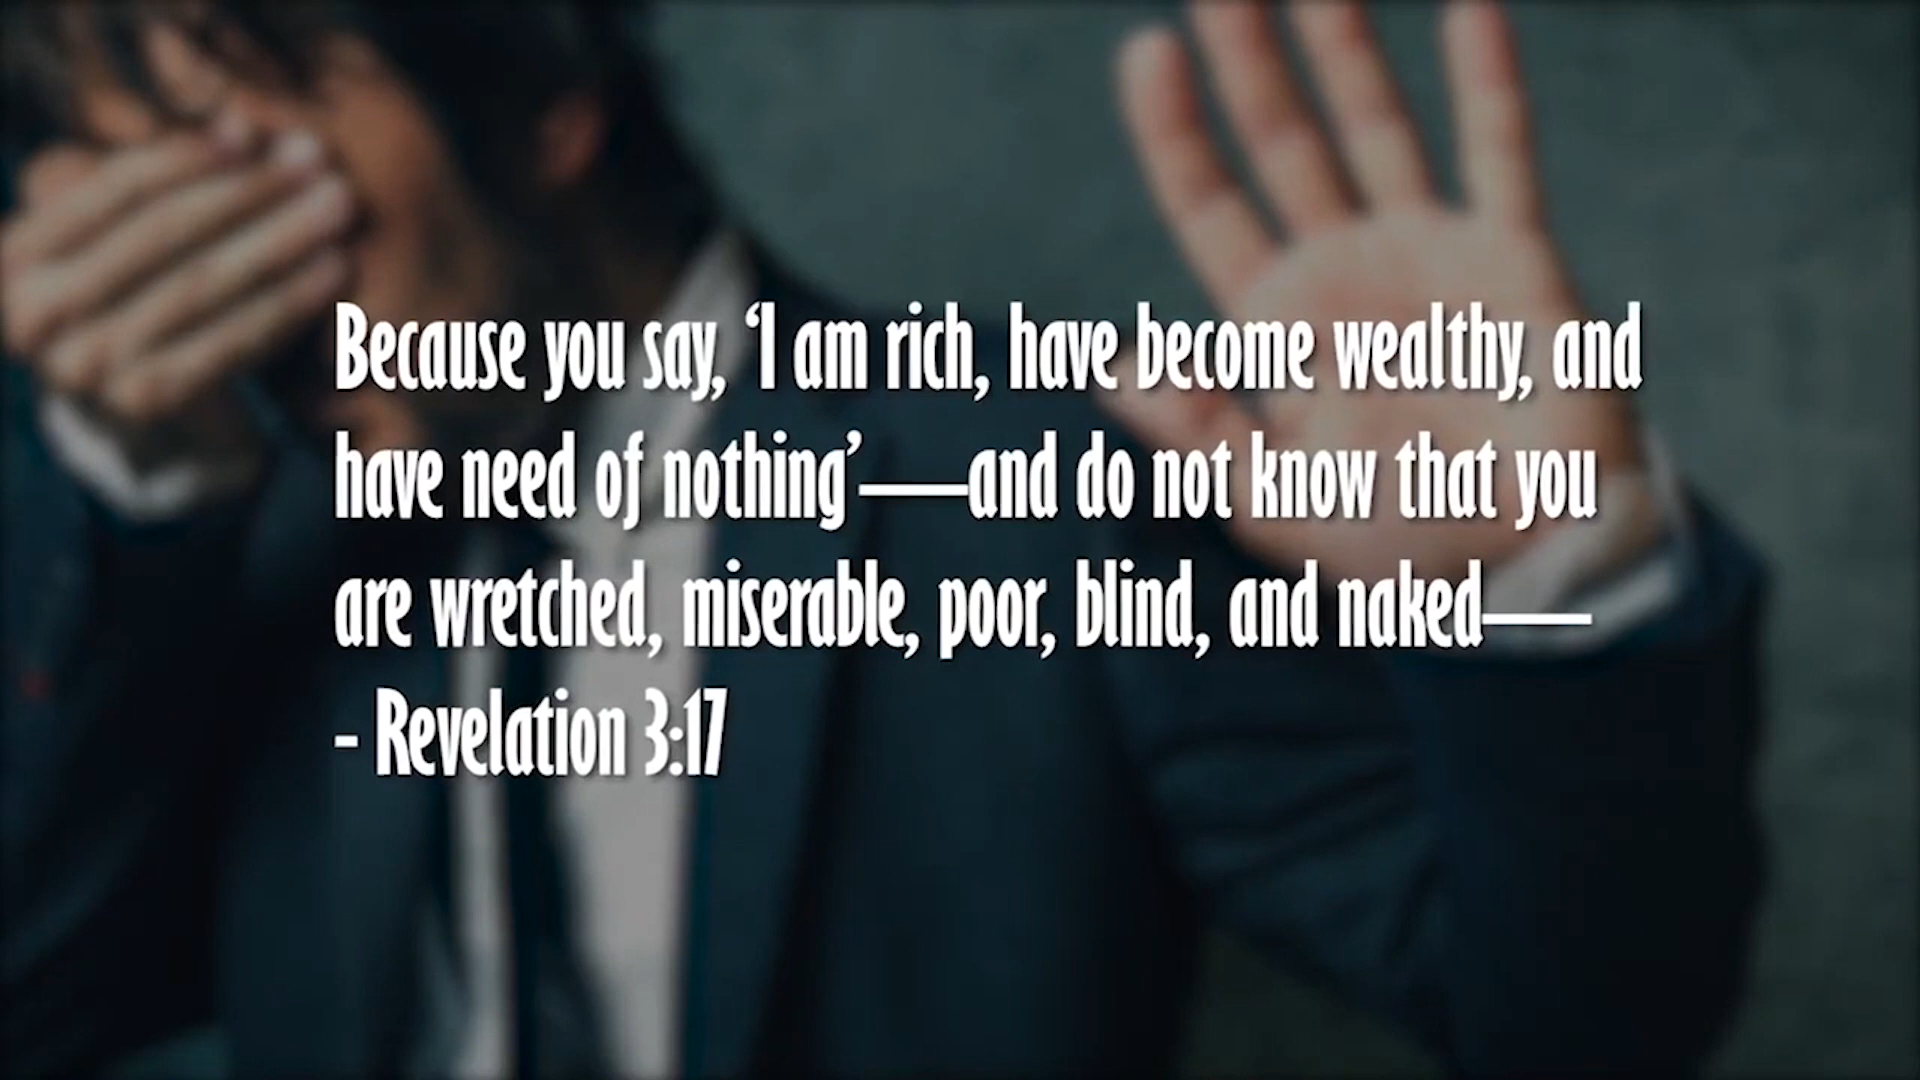 Because you say, ‘I am rich, have become wealthy, and
have need of nothing’—and do not know that you
are wretched, miserable, poor, blind, and naked—
- Revelation 3:17